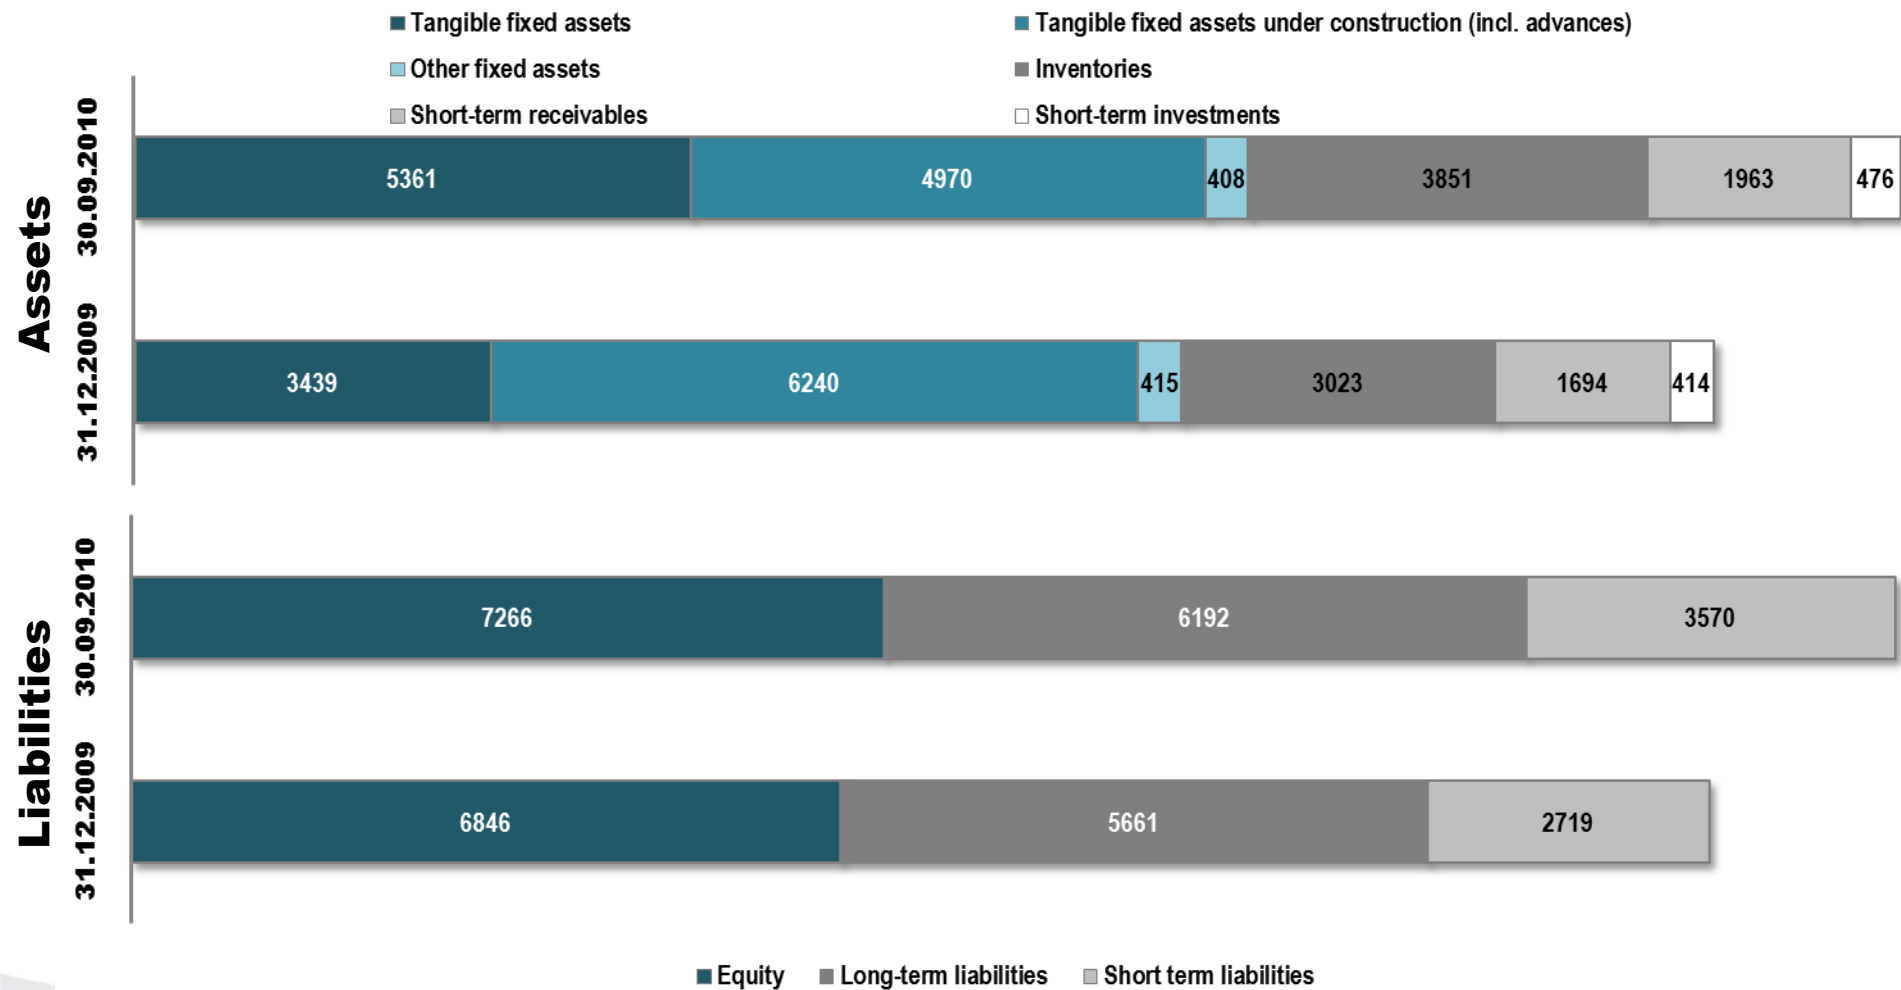 Tangible fixed assets
Tangible fixed assets under construction (incl. advances)
Other fixed assets
Inventories
Short-term receivables
Short-term investments
Assets
30.09.2010
5361 4970 408 3851 1963 476
31.12.2009
3439 6240 415 3023 1694 414
Liabilities
30.09.2010
7266 6192 3570
31.12.2009
6846 5661 2719
Equity Long-term liabilities Short term liabilities